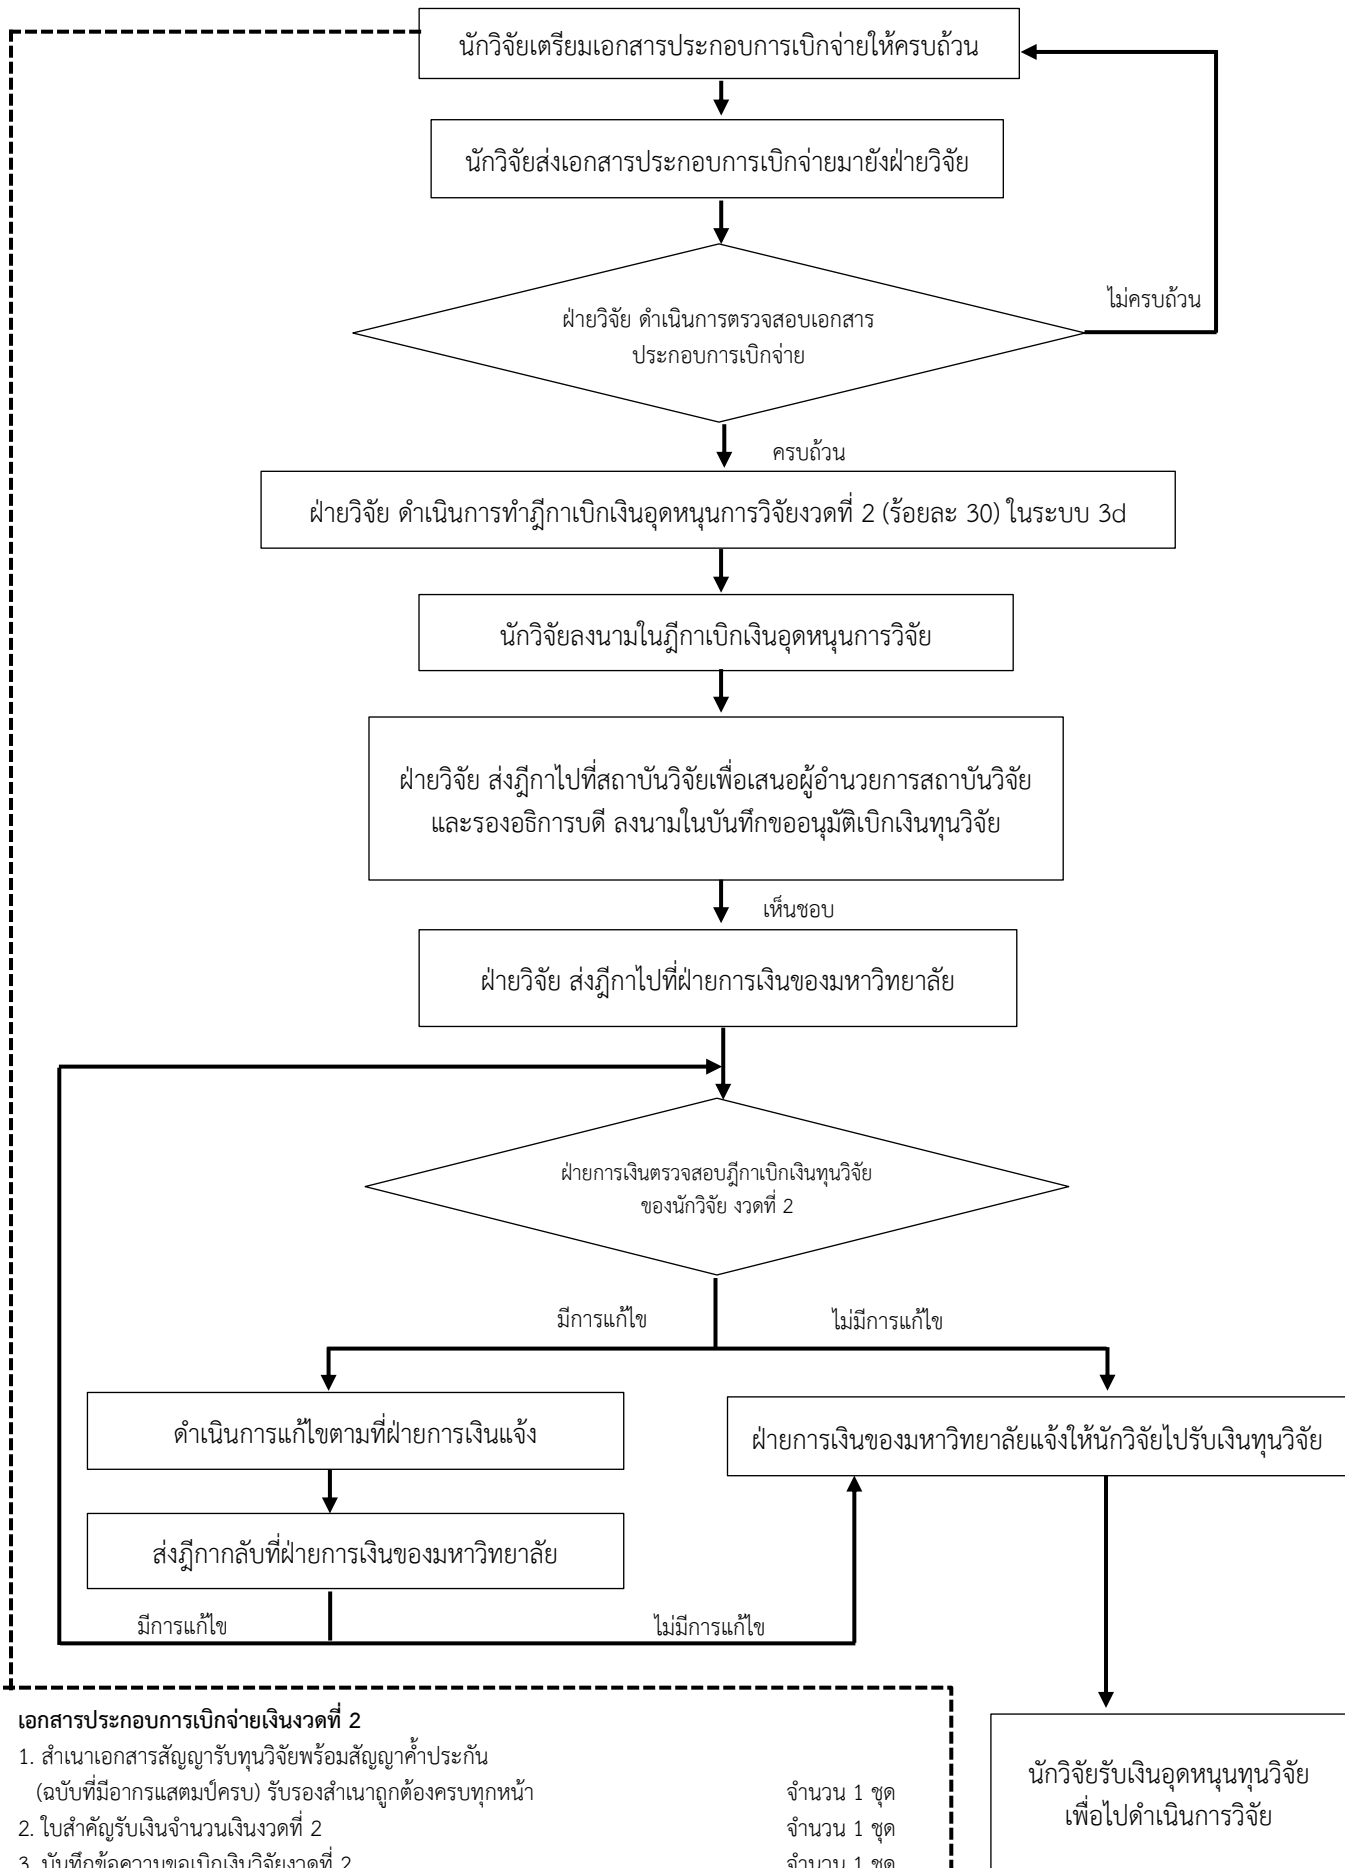 นักวิจัยเตรียมเอกสารประกอบการเบิกจ่ายให้ครบถ้วน
นักวิจัยส่งเอกสารประกอบการเบิกจ่ายมายังฝ่ายวิจัย
ไม่ครบถ้วน
ฝ่ายวิจัย ดำเนินการตรวจสอบเอกสาร
ประกอบการเบิกจ่าย
ครบถ้วน
ฝ่ายวิจัย ดำเนินการทำฎีกาเบิกเงินอุดหนุนการวิจัยงวดที่ 2 (ร้อยละ 30) ในระบบ 3d
นักวิจัยลงนามในฎีกาเบิกเงินอุดหนุนการวิจัย
ฝ่ายวิจัย ส่งฎีกาไปที่สถาบันวิจัยเพื่อเสนอผู้อำนวยการสถาบันวิจัย
และรองอธิการบดี ลงนามในบันทึกขออนุมัติเบิกเงินทุนวิจัย
เห็นชอบ
ฝ่ายวิจัย ส่งฎีกาไปที่ฝ่ายการเงินของมหาวิทยาลัย
ฝ่ายการเงินตรวจสอบฎีกาเบิกเงินทุนวิจัย
ของนักวิจัย งวดที่ 2
มีการแก้ไข
ไม่มีการแก้ไข
ดำเนินการแก้ไขตามที่ฝ่ายการเงินแจ้ง
ฝ่ายการเงินของมหาวิทยาลัยแจ้งให้นักวิจัยไปรับเงินทุนวิจัย
ส่งฎีกากลับที่ฝ่ายการเงินของมหาวิทยาลัย
มีการแก้ไข
ไม่มีการแก้ไข
เอกสารประกอบการเบิกจ่ายเงินงวดที่ 2
1. สำเนาเอกสารสัญญารับทุนวิจัยพร้อมสัญญาค้ำประกัน
(ฉบับที่มีอากรแสตมป์ครบ) รับรองสำเนาถูกต้องครบทุกหน้า จำนวน 1 ชุด
2. ใบสำคัญรับเงินจำนวนเงินงวดที่ 2 จำนวน 1 ชุด
3. บันทึกข้อความขอเบิกเงินวิจัยงวดที่ 2 จำนวน 1 ชุด
นักวิจัยรับเงินอุดหนุนทุนวิจัย
เพื่อไปดำเนินการวิจัย